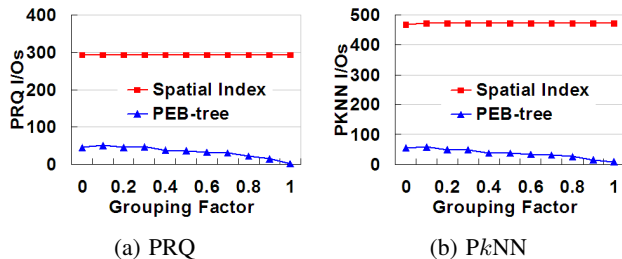 400
300
200
100
0
PRQ I/Os
Spatial Index
PEB-tree
0 0.2 0.4 0.6 0.8 1
Grouping Factor
(a) PRQ
500
400
300
200
100
0
PKNN I/Os
Spatial Index
PEB-tree
0 0.2 0.4 0.6 0.8 1
Grouping Factor
(b) PkNN